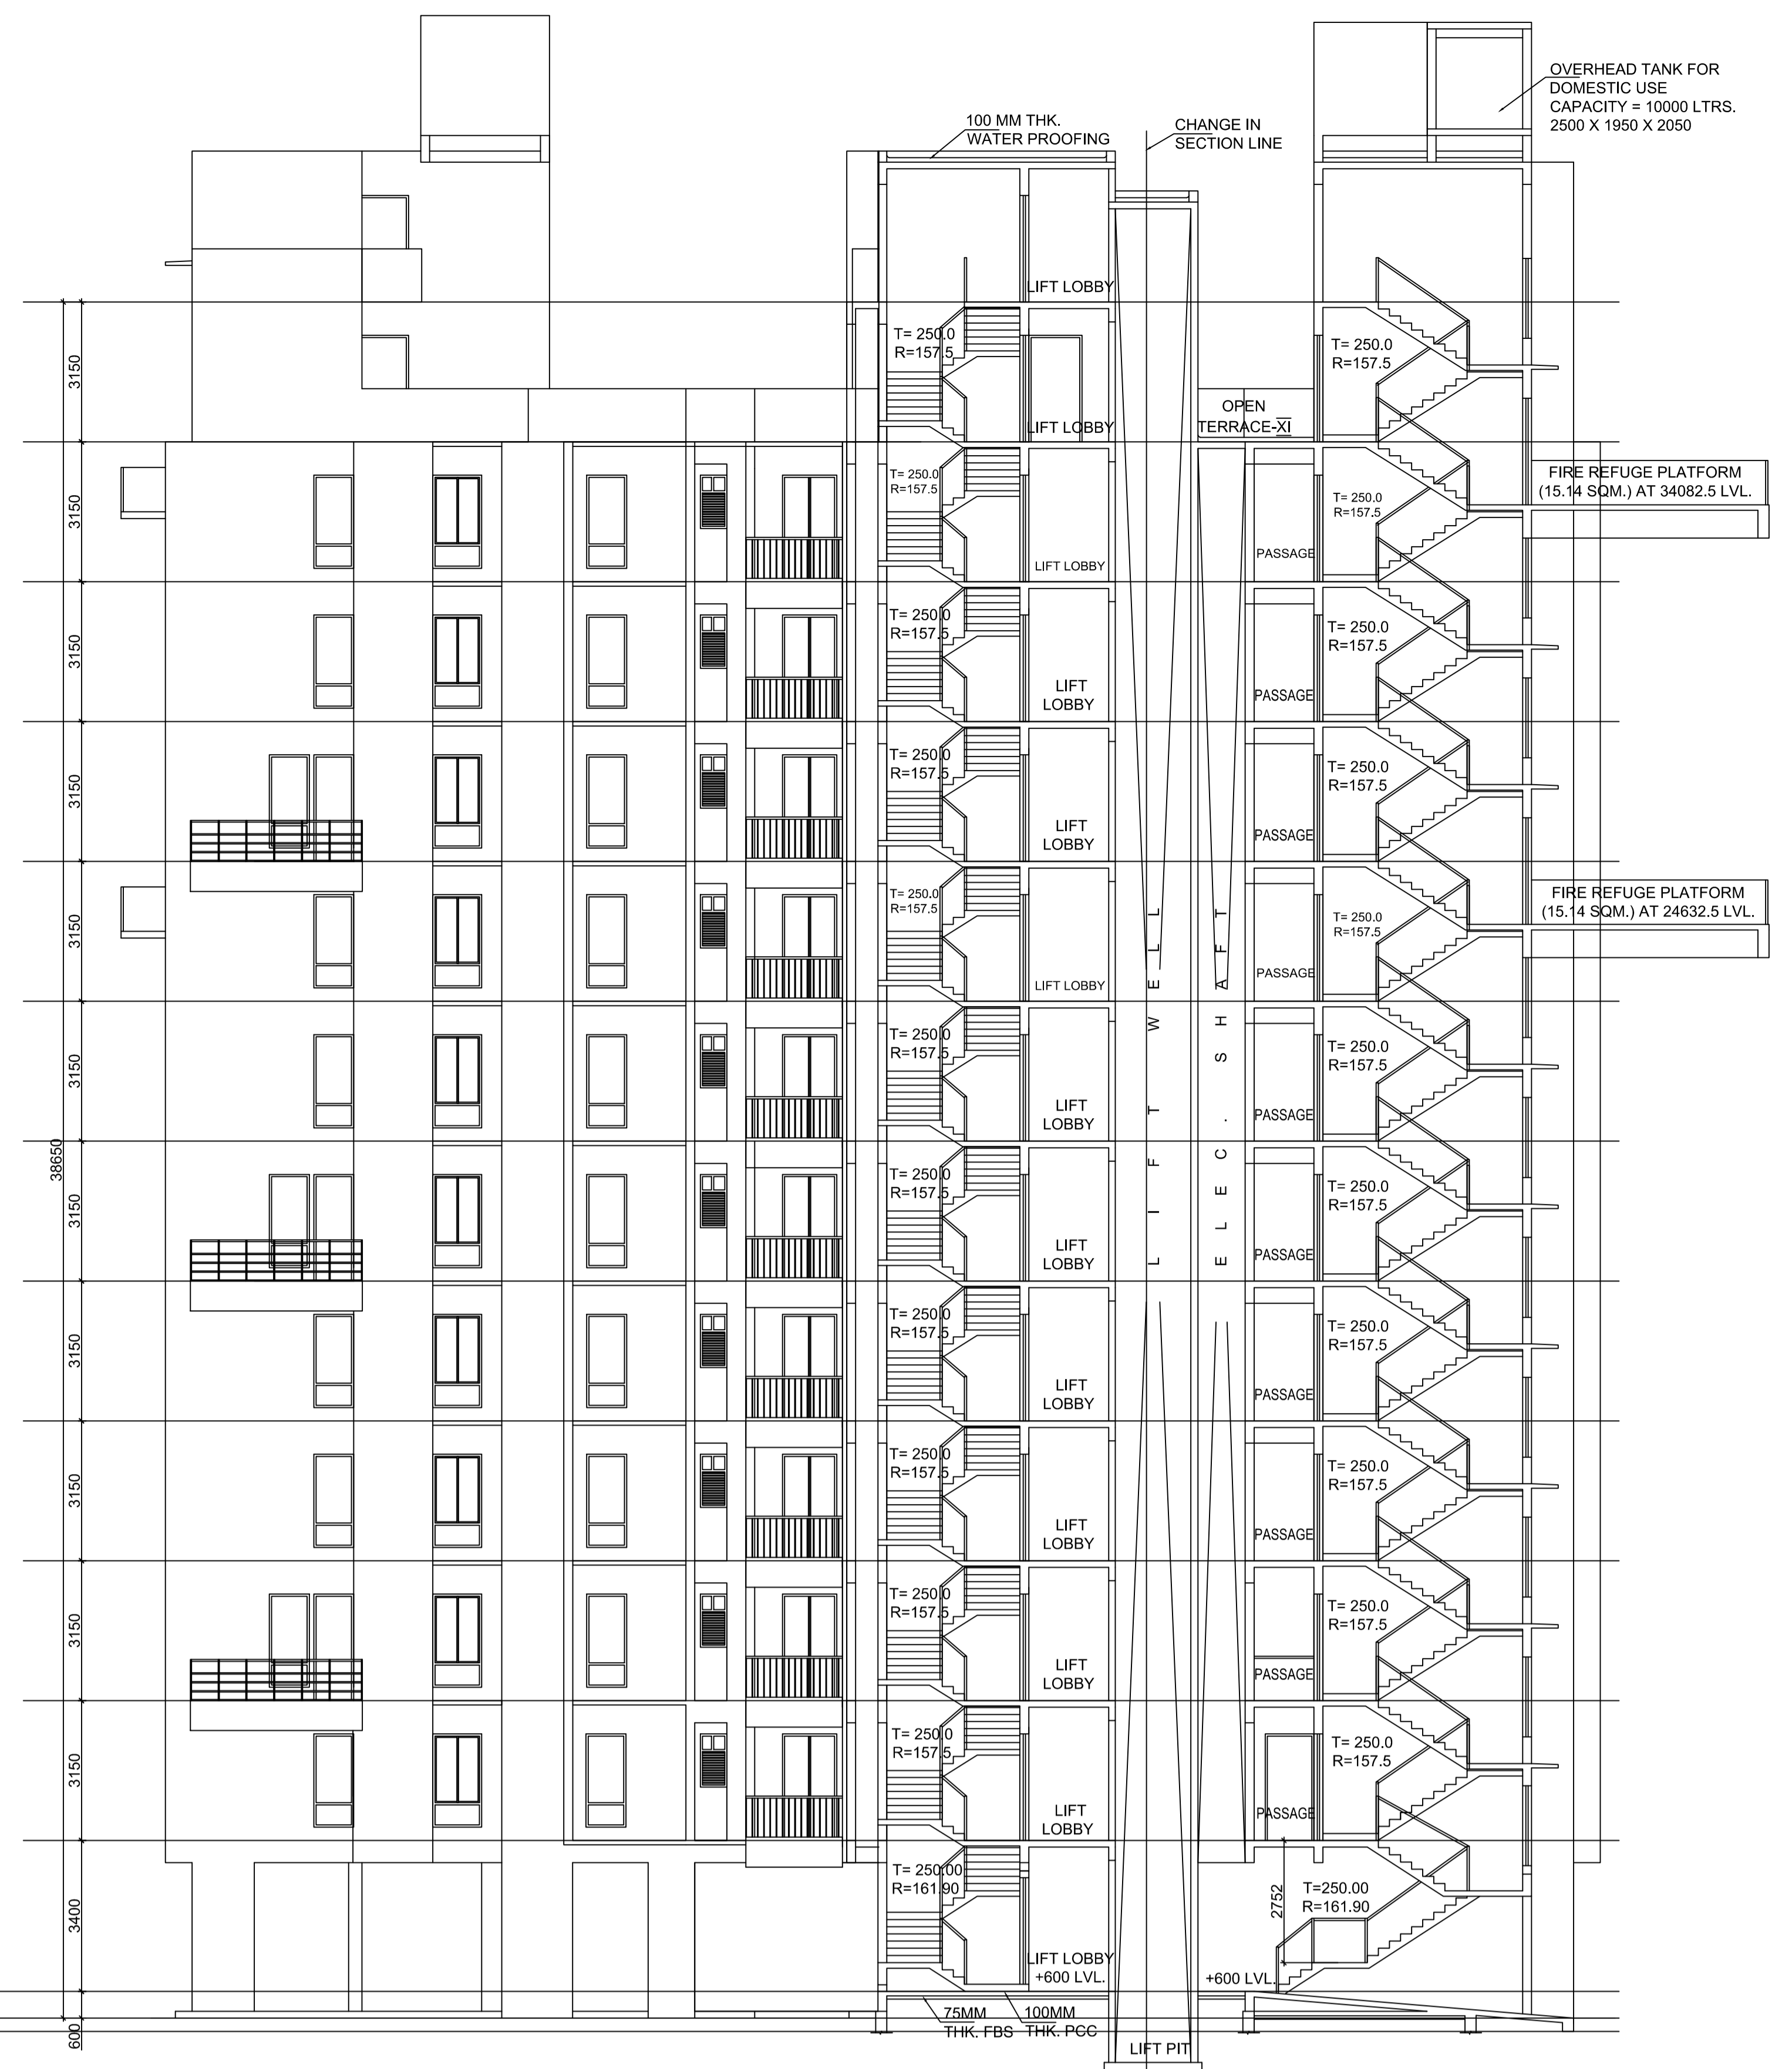 OVERHEAD TANK FOR
DOMESTIC USE
CAPACITY = 10000 LTRS.
2500 X 1950 X 2050
100 MM THK.
WATER PROOFING
CHANGE IN
SECTION LINE
LIFT LOBBY
3150
T= 250.0
R=157.5
T= 250.0
R=157.5
LIFT LOBBY
OPEN
TERRACE-XI
3150
T= 250.0
R=157.5
LIFT LOBBY
PASSAGE
T= 250.0
R=157.5
FIRE REFUGE PLATFORM
(15.14 SQM.) AT 34082.5 LVL.
3150
T= 250.0
R=157.5
LIFT
LOBBY
PASSAGE
T= 250.0
R=157.5
3150
T= 250.0
R=157.5
LIFT
LOBBY
PASSAGE
T= 250.0
R=157.5
3150
T= 250.0
R=157.5
LIFT LOBBY
PASSAGE
T= 250.0
R=157.5
FIRE REFUGE PLATFORM
(15.14 SQM.) AT 24632.5 LVL.
LIFT WELL
ELEC. SHAFT
3150
T= 250.0
R=157.5
LIFT
LOBBY
PASSAGE
T= 250.0
R=157.5
38650
3150
T= 250.0
R=157.5
LIFT
LOBBY
PASSAGE
T= 250.0
R=157.5
3150
T= 250.0
R=157.5
LIFT
LOBBY
PASSAGE
T= 250.0
R=157.5
3150
T= 250.0
R=157.5
LIFT
LOBBY
PASSAGE
T= 250.0
R=157.5
3150
T= 250.0
R=157.5
LIFT
LOBBY
PASSAGE
T= 250.0
R=157.5
3150
T= 250.0
R=157.5
LIFT
LOBBY
PASSAGE
T= 250.0
R=157.5
3400
T= 250.00
R=161.90
LIFT LOBBY
+600 LVL.
2752
T=250.00
R=161.90
+600 LVL.
600
75MM
THK. FBS
100MM
THK. PCC
LIFT PIT